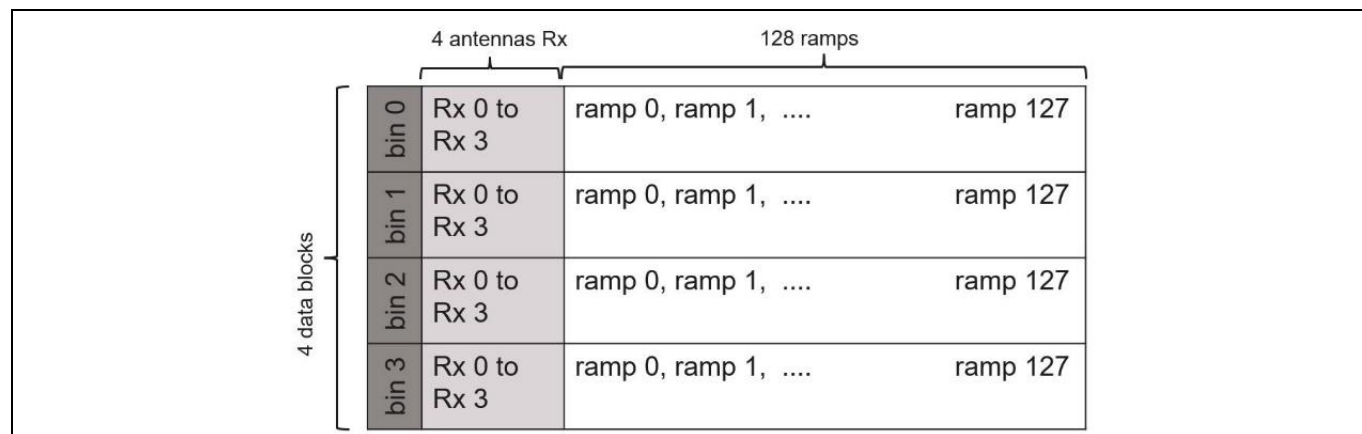 4 antennas Rx
128 ramps
4 data blocks
bin 0
Rx 0 to
Rx 3
ramp 0, ramp 1, .... ramp 127
bin 1
Rx 0 to
Rx 3
ramp 0, ramp 1, .... ramp 127
bin 2
Rx 0 to
Rx 3
ramp 0, ramp 1, .... ramp 127
bin 3
Rx 0 to
Rx 3
ramp 0, ramp 1, .... ramp 127